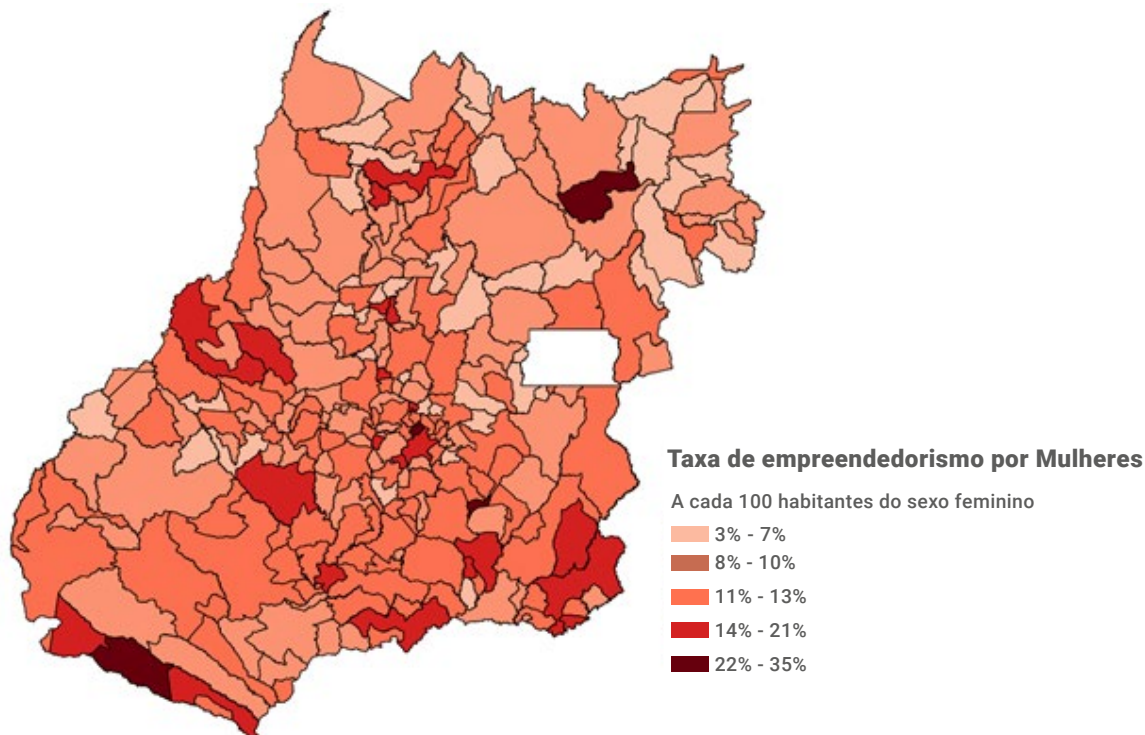 Taxa de empreendedorismo por Mulheres
A cada 100 habitantes do sexo feminino
3% - 7%
8% - 10%
11% - 13%
14% - 21%
22% - 35%